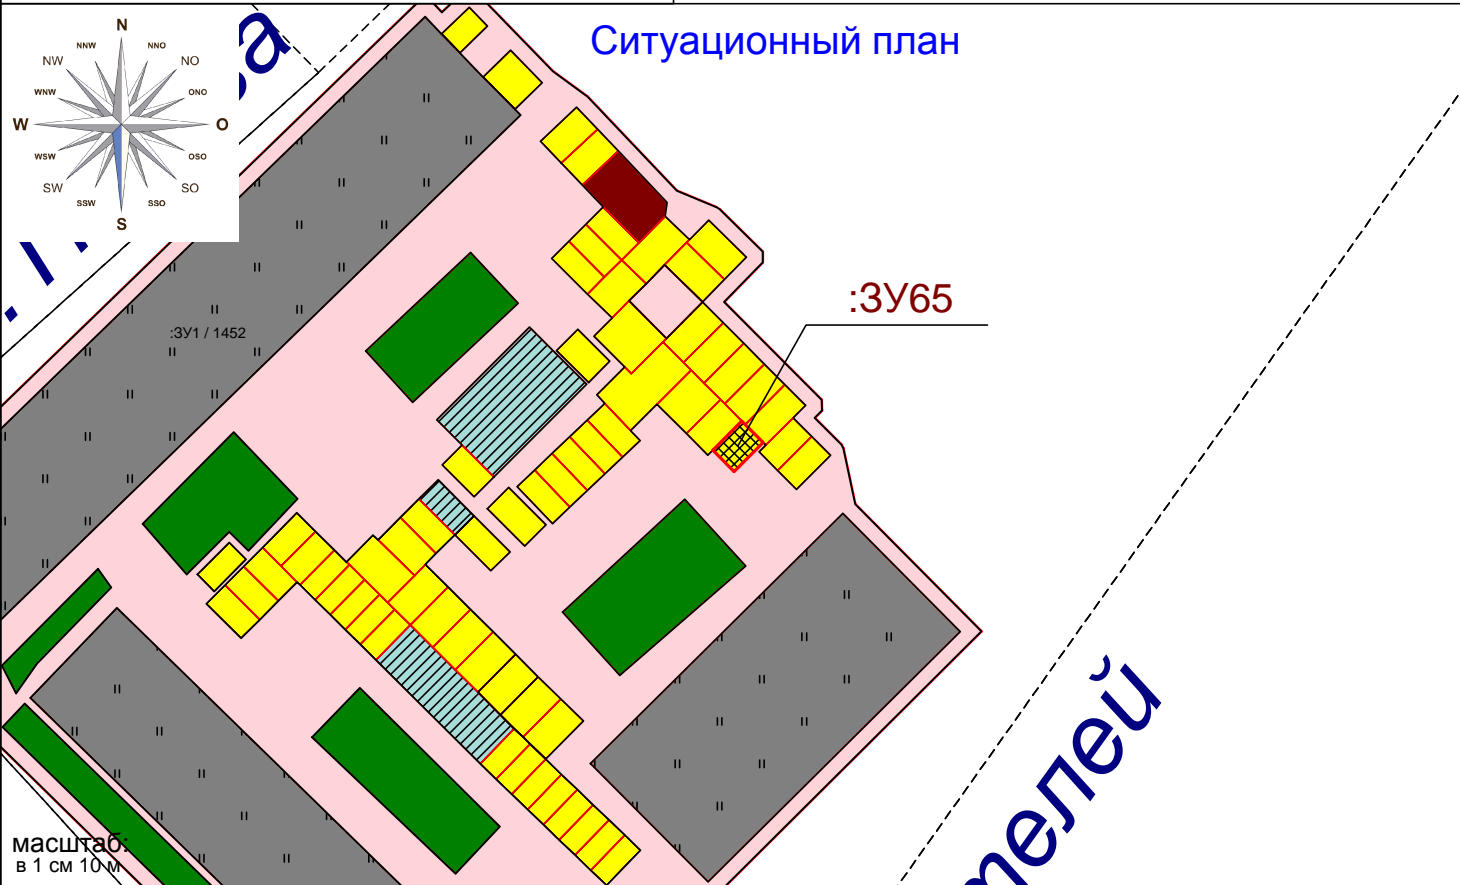 Ситуационный план
N
NNW
NNO
NW
NO
WNW
ONO
W
O
WSW
OSO
SW
SO
SSW
SSO
S
:ЗУ65
:ЗУ1 / 1452
телей
масштаб:
в 1 см 10 м